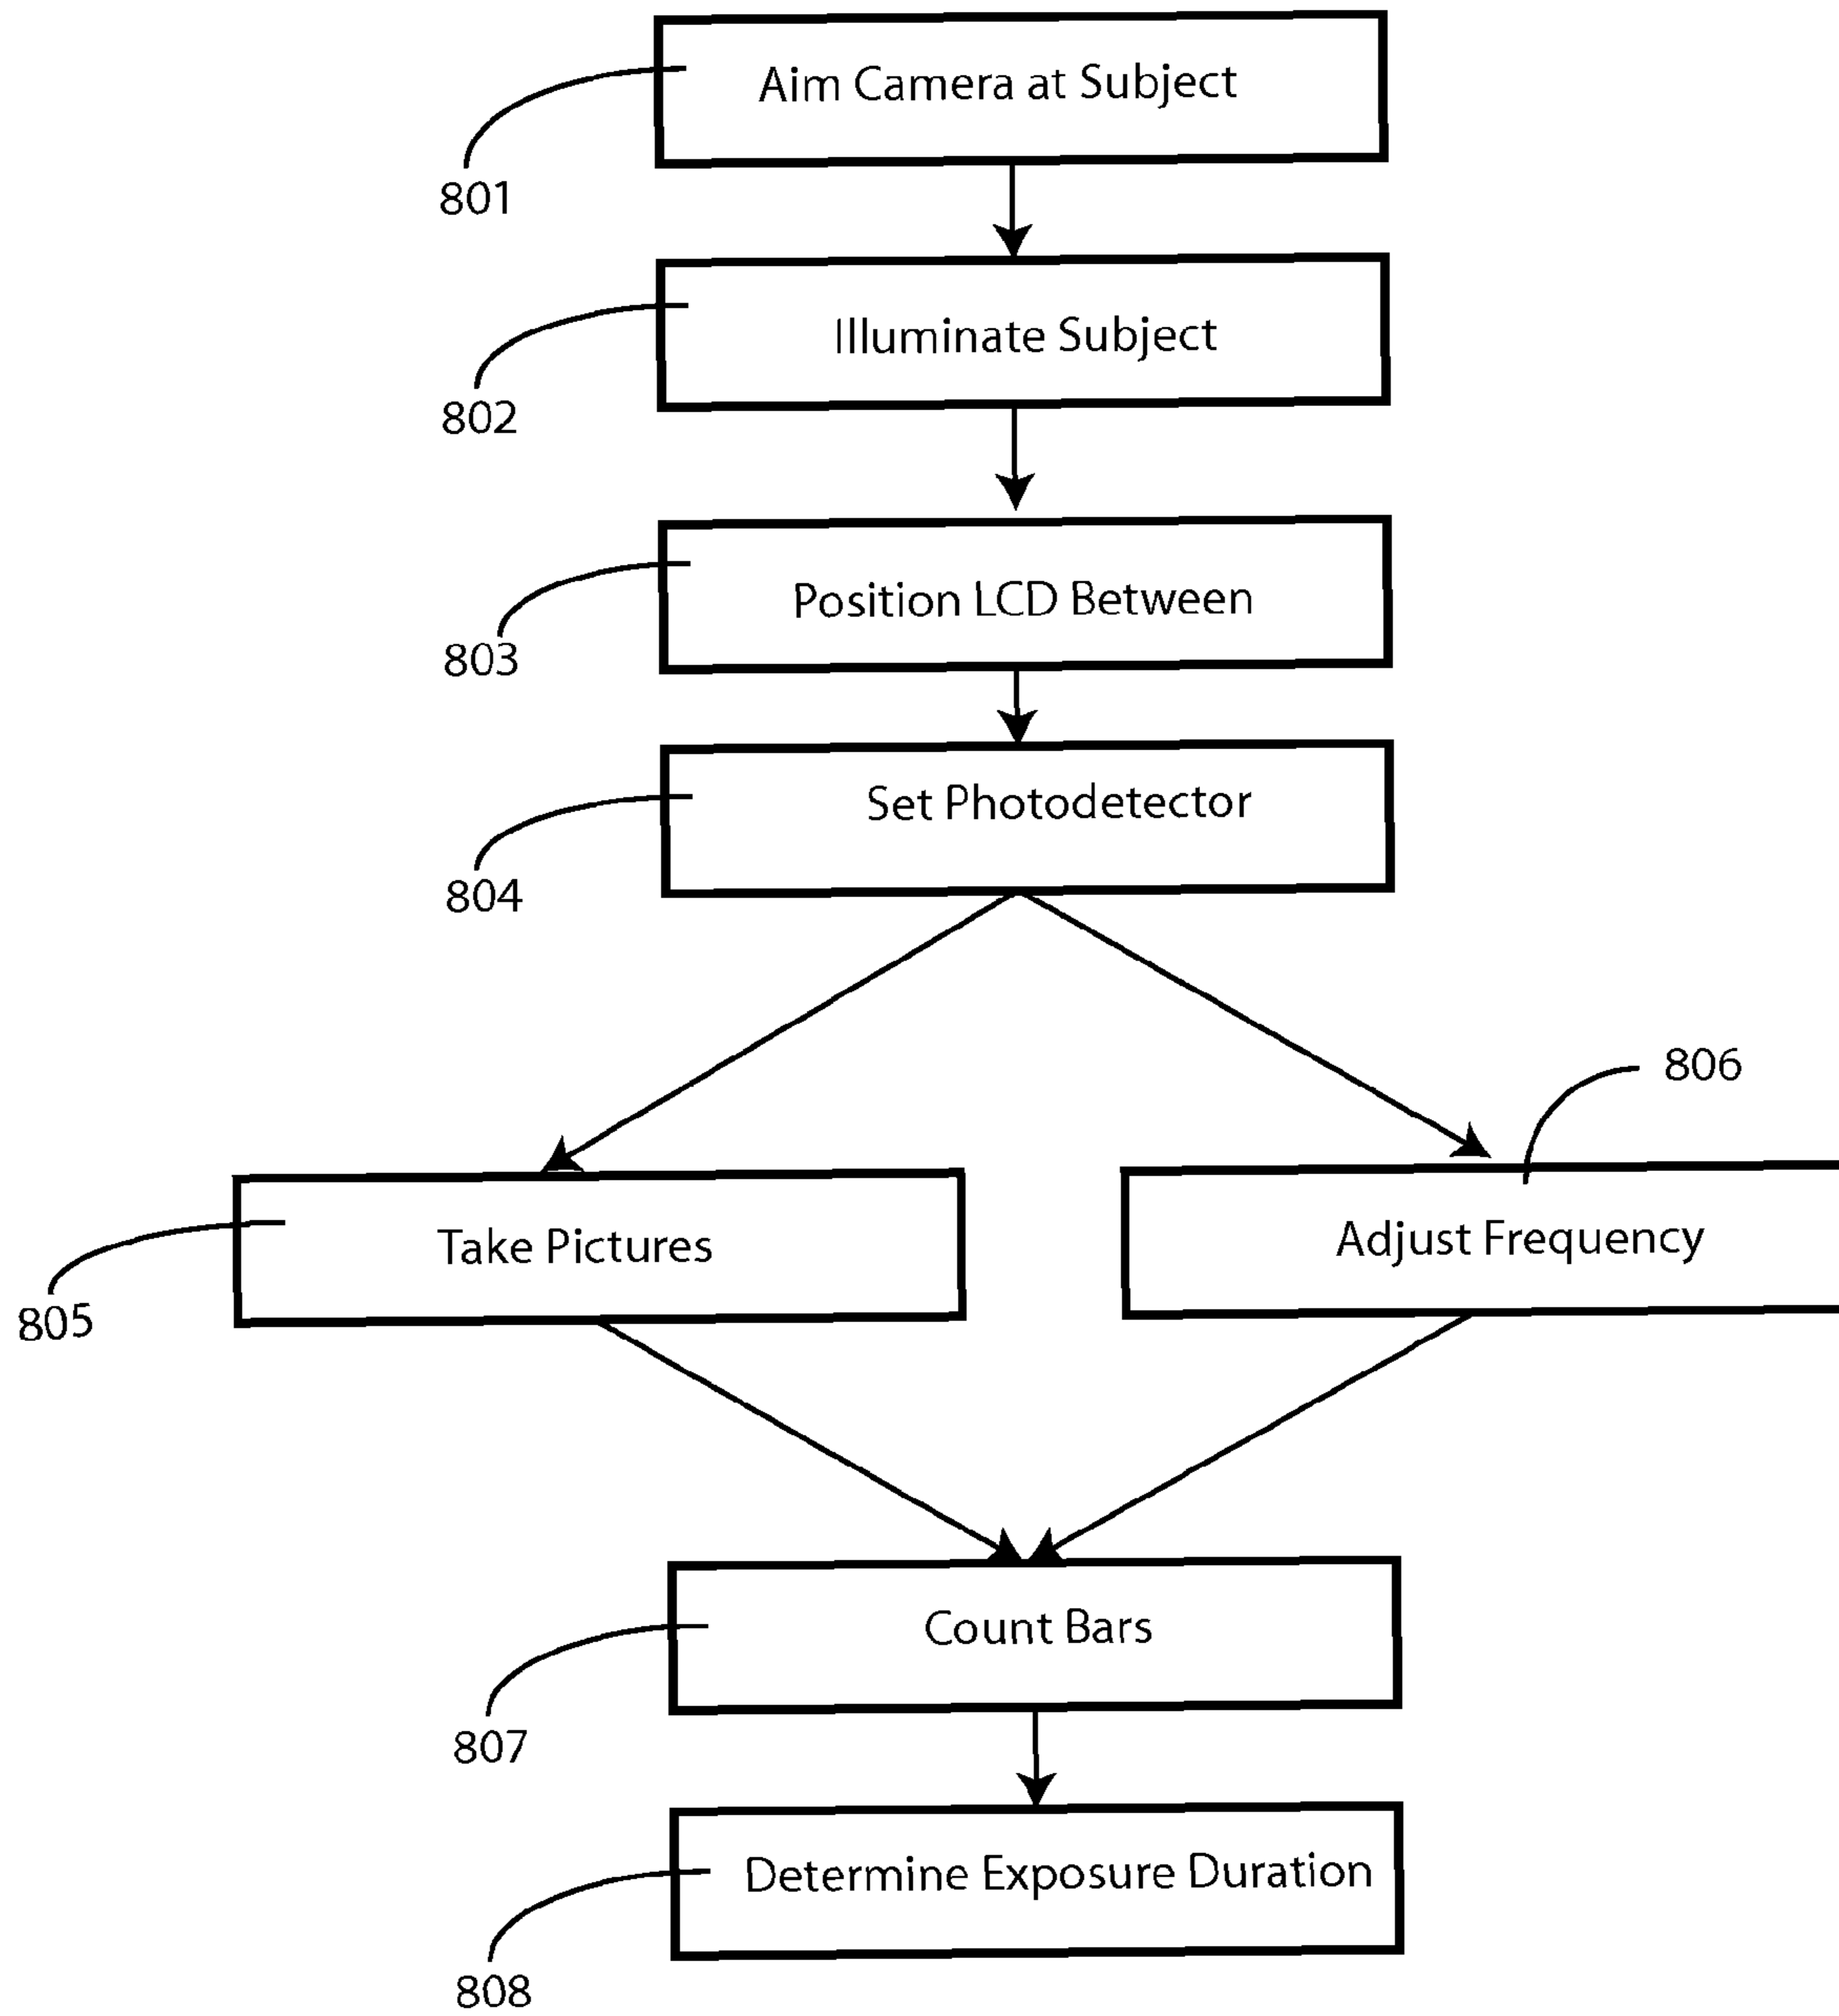 Aim Camera at Subject
801
Illuminate Subject
802
Position LCD Between
803
Set Photodetector
804
806
Take Pictures
Adjust Frequency
805
Count Bars
807
Determine Exposure Duration
808